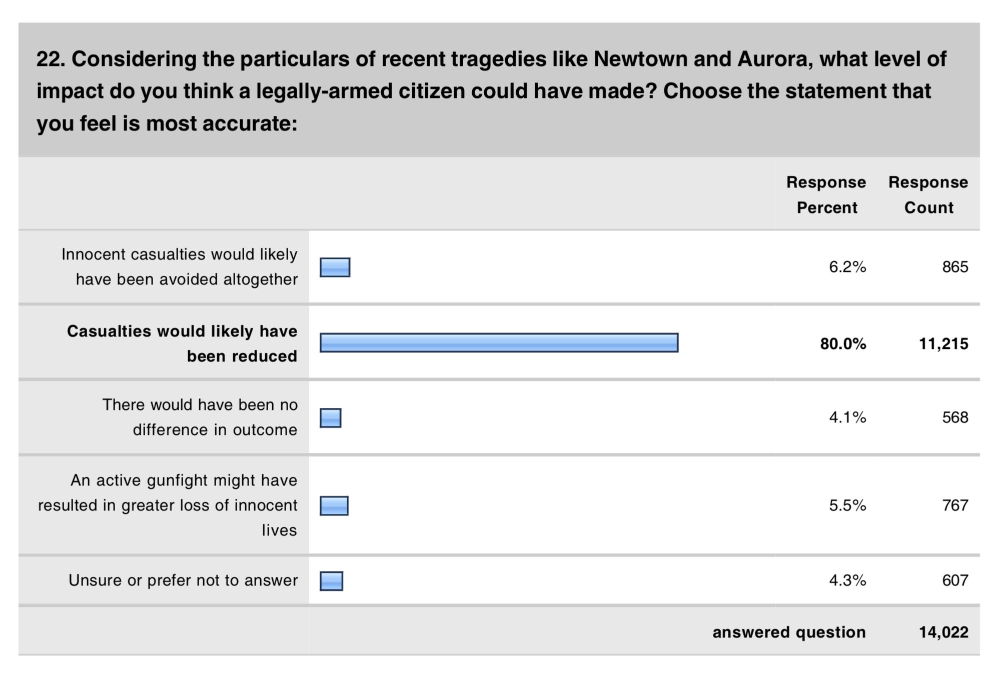 22. Considering the particulars of recent tragedies like Newtown and Aurora, what level of
impact do you think a legally-armed citizen could have made? Choose the statement that
you feel is most accurate:
Response Percent
Response Count
Innocent casualties would likely
have been avoided altogether
6.2%
865
Casualties would likely have
been reduced
80.0%
11,215
There would have been no
difference in outcome
4.1%
568
An active gunfight might have
resulted in greater loss of innocent
lives
5.5%
767
Unsure or prefer not to answer
4.3%
607
answered question
14,022